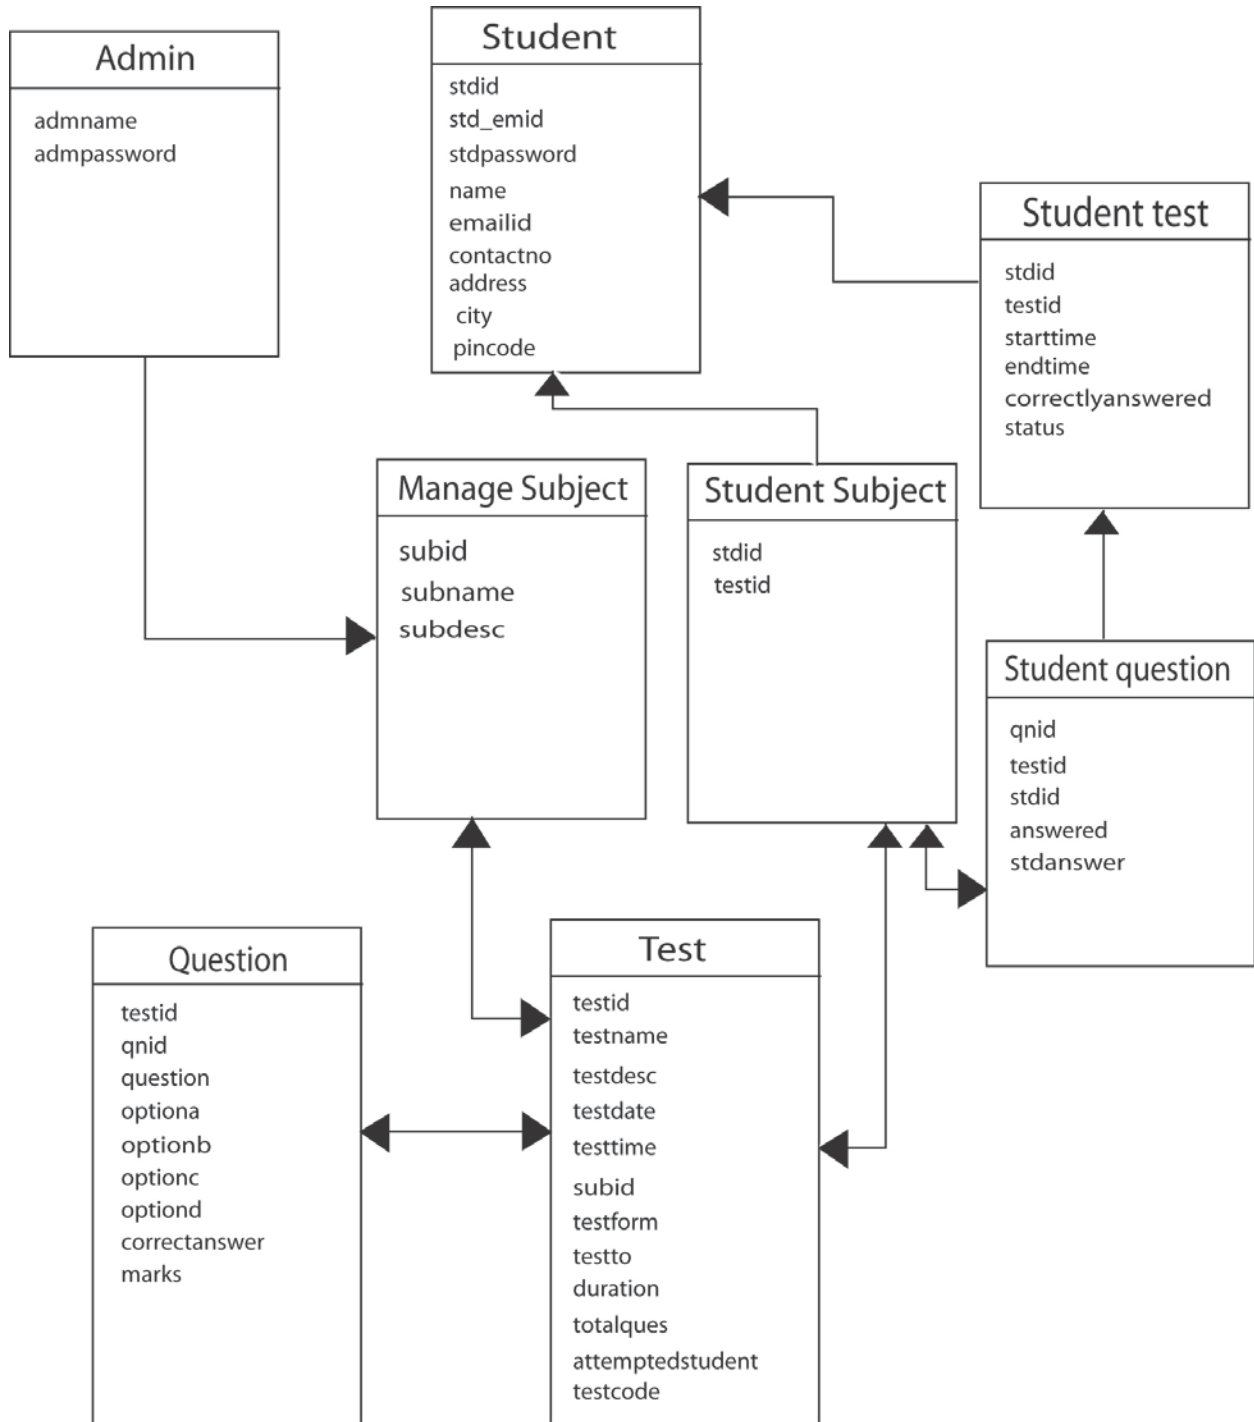 Admin
admname
admpassword
Student
stdid
std_emid
stdpassword
name
emailid
contactno
address
city
pincode
Student test
stdid
testid
starttime
endtime
correctlyanswered
status
Manage Subject
subid
subname
subdesc
Student Subject
stdid
testid
Student question
qnid
testid
stdid
answered
stdanswer
Question
testid
qnid
question
optiona
optionb
optionc
optiond
correctanswer
marks
Test
testid
testname
testdesc
testdate
testtime
subid
testform
testto
duration
totalques
attemptedstudent
testcode